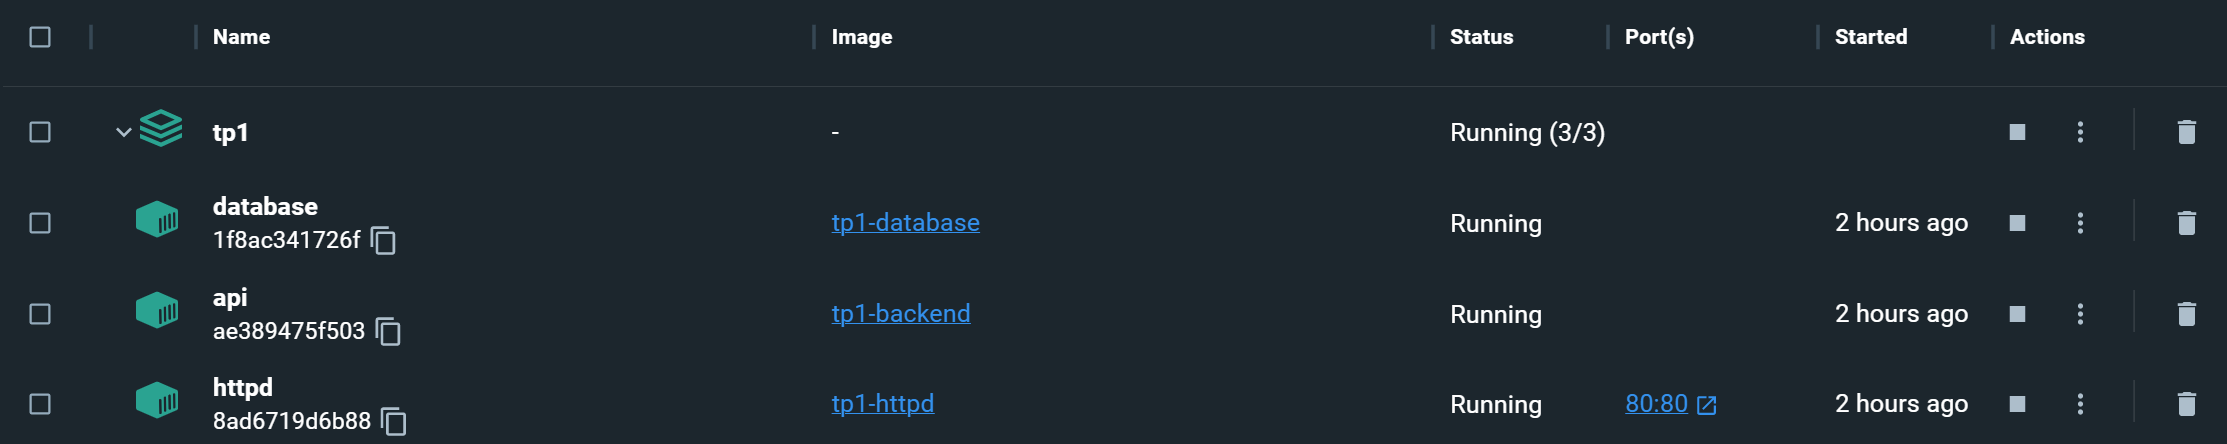 Name Image Status Port(s) Started Actions
tp1 - Running (3/3)
database
1f8ac341726f tp1-database Running 2 hours ago
api
ae389475f503 tp1-backend Running 2 hours ago
httpd
8ad6719d6b88 tp1-httpd Running 80:80 2 hours ago